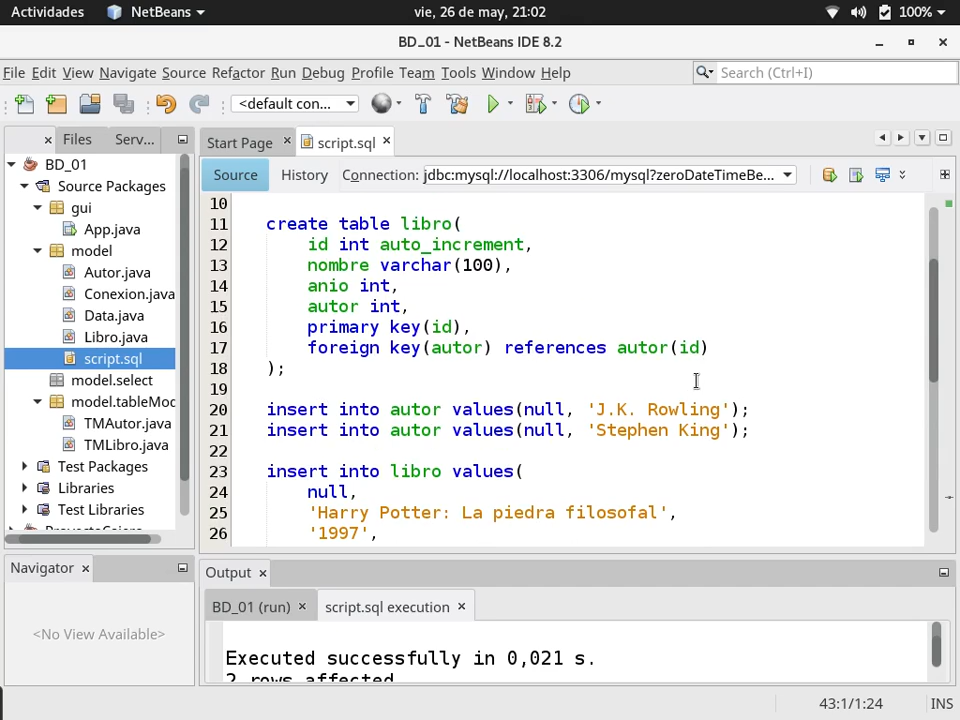 Actividades NetBeans vie, 26 de may, 21:02 100%
BD_01 - NetBeans IDE 8.2
File Edit View Navigate Source Refactor Run Debug Profile Team Tools Window Help Search (Ctrl+I)
<default con...
Files Serv... Start Page script.sql
Source History Connection: jdbc:mysql://localhost:3306/mysql?zeroDateTimeBe...
BD_01
Source Packages
gui
App.java
model
Autor.java
Conexion.java
Data.java
Libro.java
script.sql
model.select
model.tableMod
TMAutor.java
TMLibro.java
Test Packages
Libraries
Test Libraries
10
11 create table libro(
12 id int auto_increment,
13 nombre varchar(100),
14 anio int,
15 autor int,
16 primary key(id),
17 foreign key(autor) references autor(id)
18 );
19
20 insert into autor values(null, 'J.K. Rowling');
21 insert into autor values(null, 'Stephen King');
22
23 insert into libro values(
24 null,
25 'Harry Potter: La piedra filosofal',
26 '1997',
Navigator
<No View Available>
Output
BD_01 (run) script.sql execution
Executed successfully in 0,021 s.
2 rows affected
43:1/1:24 INS